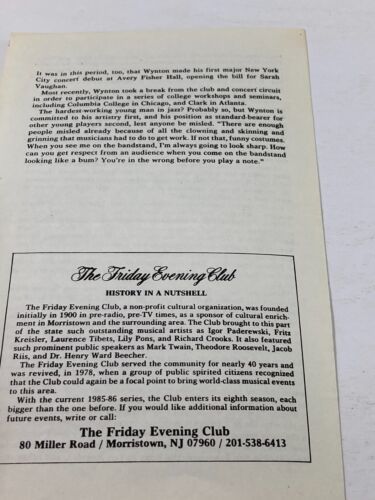 It was in this period, too, that Wynton made his first major New York
City concert debut at Avery Fisher Hall, opening the bill for Sarah
Vaughan.
Most recently, Wynton took a break from the club and concert circuit
in order to participate in a series of college workshops and seminars,
including Columbia College in Chicago, and Clark in Atlanta.
The hardest-working young man in jazz? Probably so, but Wynton is
committed to his artistry first, and his position as standard-bearer for
other young players second, lest anyone be misled. "There are enough
people misled already because of all the clowning and skinning and
grinning that musicians had to do to get work. If not that, funny costumes.
When you see me on the bandstand, I'm always going to look sharp. How
can you get respect from an audience when you come on the bandstand
looking like a bum? You're in the wrong before you play a note."
The Friday Evening Club
HISTORY IN A NUTSHELL
The Friday Evening Club, a non-profit cultural organization, was founded
initially in 1900 in pre-radio, pre-TV times, as a sponsor of cultural enrich-
ment in Morristown and the surrounding area. The Club brought to this part
of the state such outstanding musical artists as Igor Paderewski, Fritz
Kreisler, Laurence Tibets, Lily Pons, and Richard Crooks. It also featured
such prominent public speakers as Mark Twain, Theodore Roosevelt, Jacob
Riis, and Dr. Henry Ward Beecher.
The Friday Evening Club served the community for nearly 40 years and
was revived, in 1978, when a group of public spirited citizens recognized
that the Club could again be a focal point to bring world-class musical events
to this area.
With the current 1985-86 series, the Club enters its eighth season, each
bigger than the one before. If you would like additional information about
future events, write or call:
The Friday Evening Club
80 Miller Road / Morristown, NJ 07960 / 201-538-6413